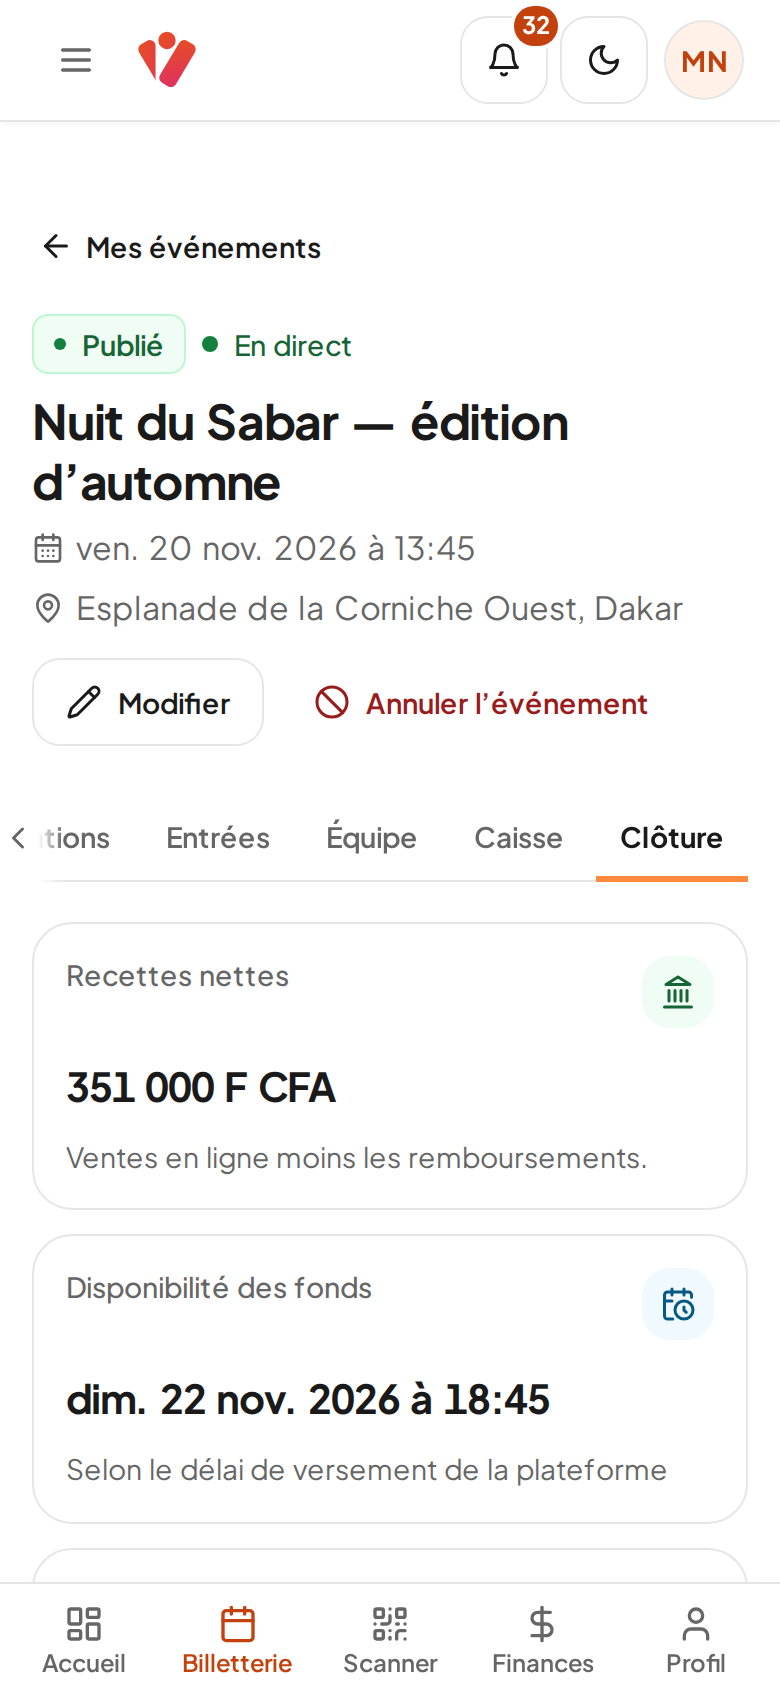 32
MN
Mes événements
Publié
En direct
Nuit du Sabar — édition
d’automne
ven. 20 nov. 2026 à 13:45
Esplanade de la Corniche Ouest, Dakar
Modifier
Annuler l’événement
tions
Entrées
Équipe
Caisse
Clôture
Recettes nettes
351 000 F CFA
Ventes en ligne moins les remboursements.
Disponibilité des fonds
dim. 22 nov. 2026 à 18:45
Selon le délai de versement de la plateforme
Accueil
Billetterie
Scanner
Finances
Profil